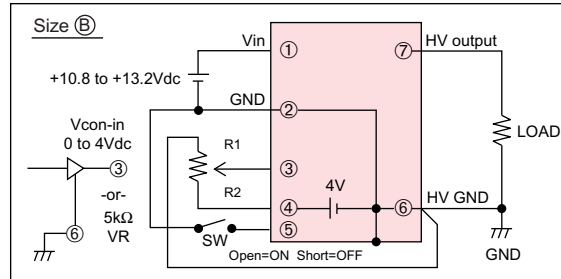 Size Ⓑ
Vin
①
⑦
HV output
+10.8 to +13.2Vdc
GND
②
Vcon-in
0 to 4Vdc
③
-or-
5kΩ
VR
⑥
R1
R2
③
LOAD
4V
④
⑥
HV GND
SW
⑤
Open=ON Short=OFF
GND